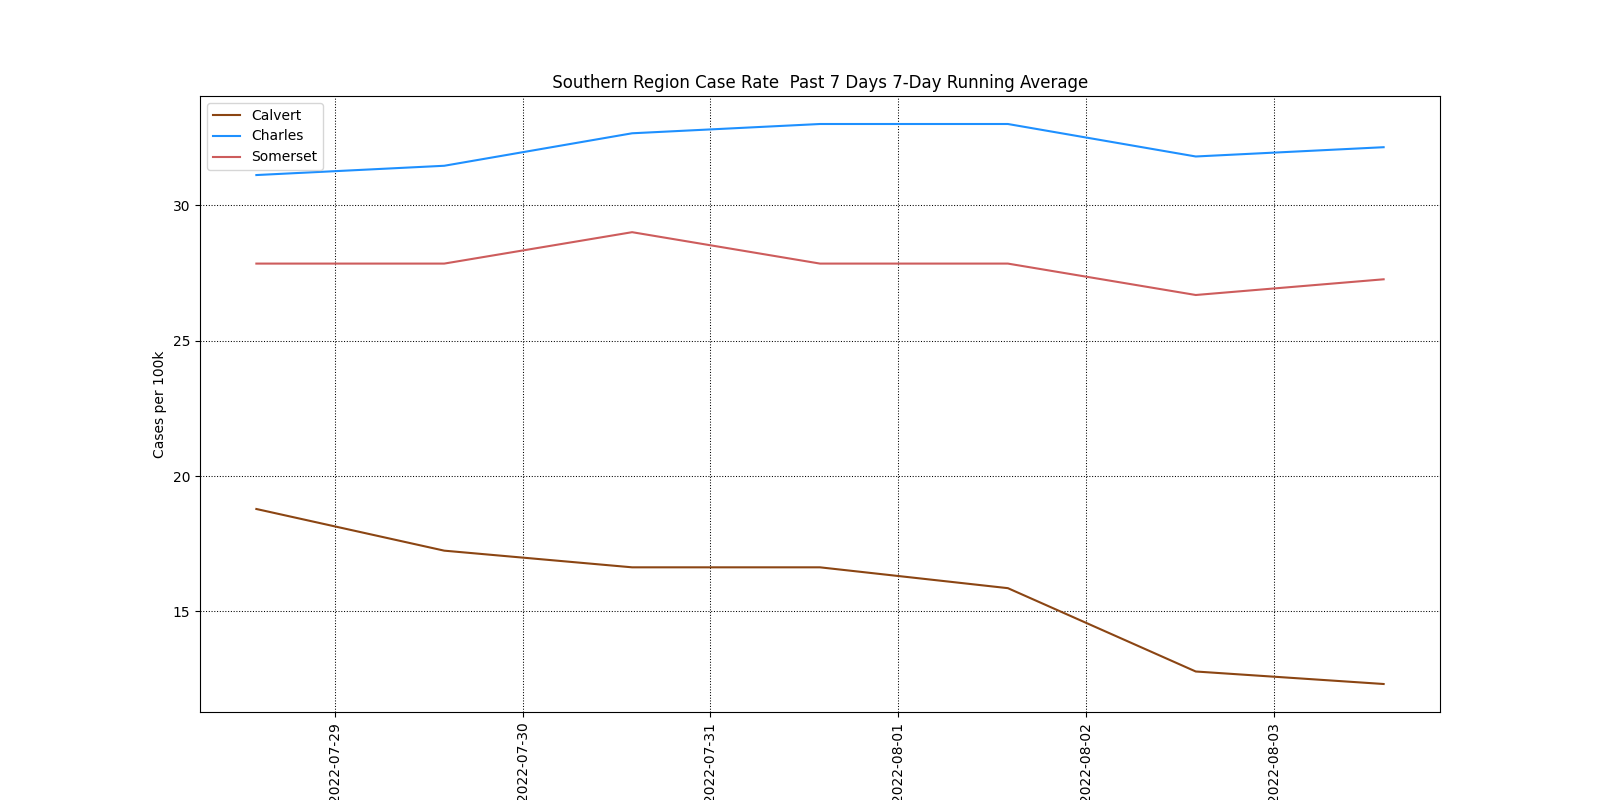 Southern Region Case Rate  Past 7 Days 7-Day Running Average
Calvert
Charles
Somerset
30
25
20
15
Cases per 100k
2022-07-29
2022-07-30
2022-07-31
2022-08-01
2022-08-02
2022-08-03